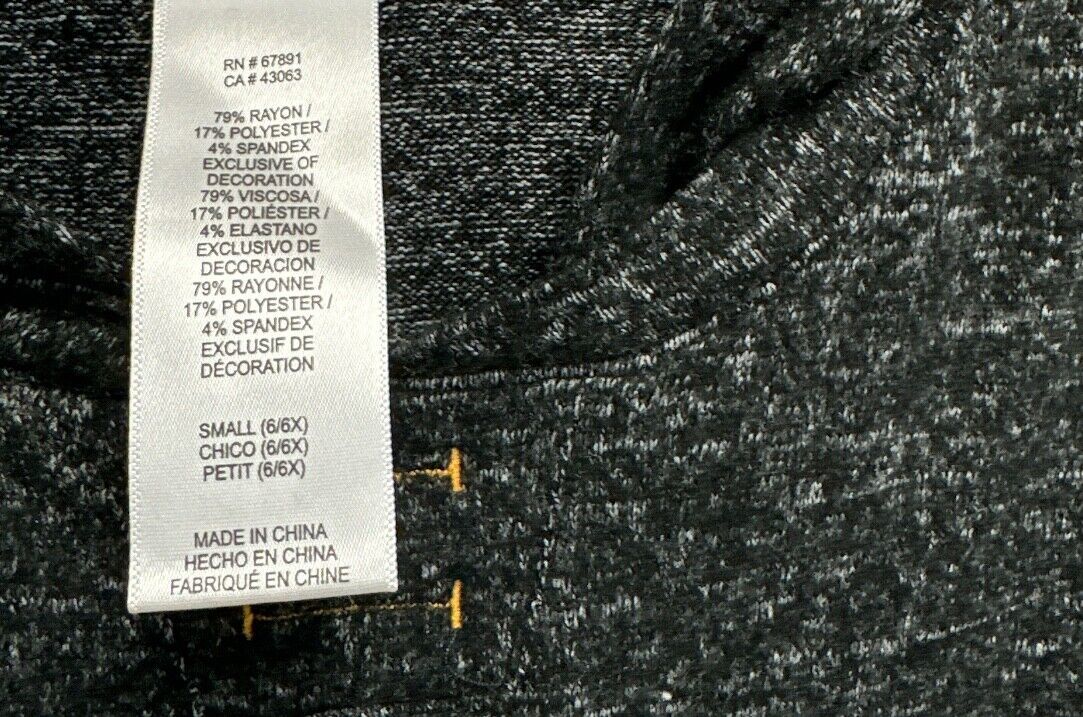 RN # 67891
CA # 43063
79% RAYON /
17% POLYESTER /
4% SPANDEX
EXCLUSIVE OF
DECORATION
79% VISCOSA /
17% POLIÉSTER /
4% ELASTANO
EXCLUSIVO DE
DECORACION
79% RAYONNE /
17% POLYESTER /
4% SPANDEX
EXCLUSIF DE
DÉCORATION
SMALL (6/6X)
CHICO (6/6X)
PETIT (6/6X)
MADE IN CHINA
HECHO EN CHINA
FABRIQUÉ EN CHINE